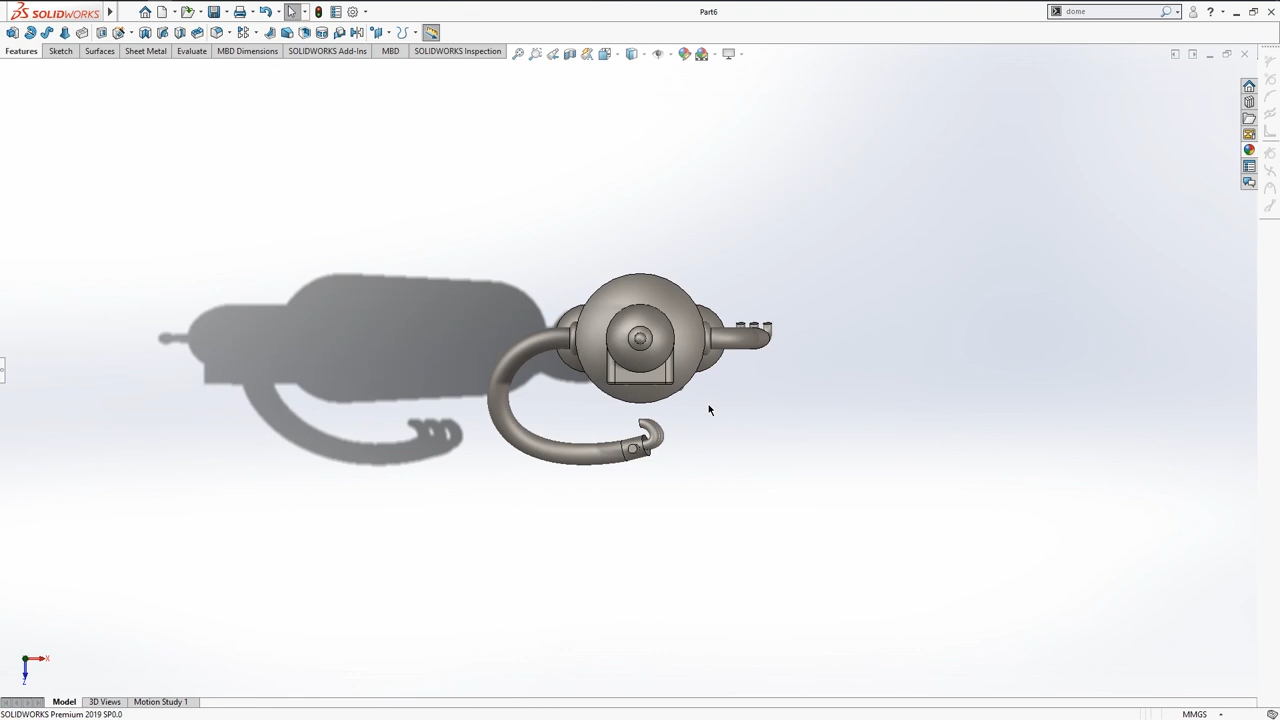 SOLIDWORKS
Part6
dome
Features
Sketch
Surfaces
Sheet Metal
Evaluate
MBD Dimensions
SOLIDWORKS Add-Ins
MBD
SOLIDWORKS Inspection
X
Z
Model
3D Views
Motion Study 1
SOLIDWORKS Premium 2019 SP0.0
MMGS